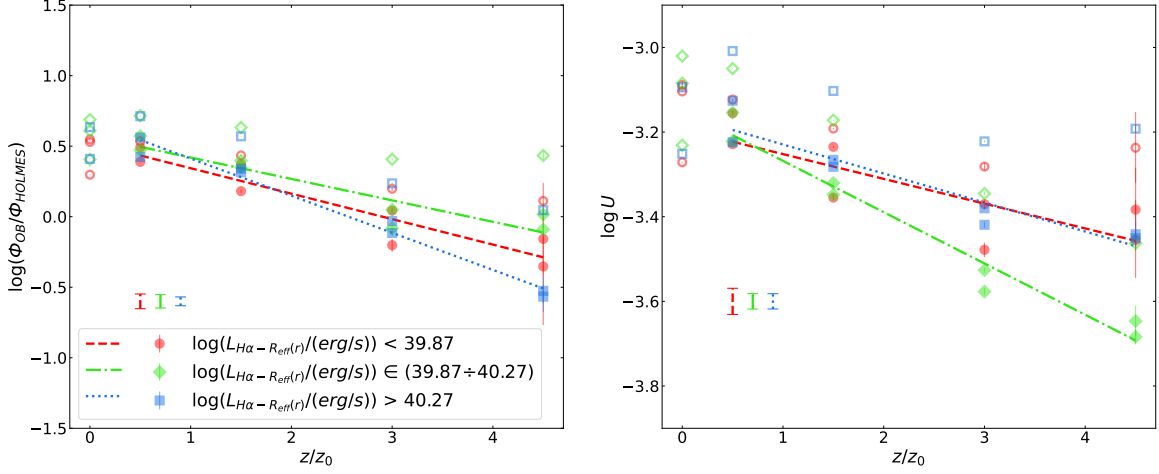 1.5
1.0
0.5
0.0
−0.5
−1.0
−1.5
log(Φ_OB/Φ_HOLMES)
log(L_Hα − R_eff(r)/(erg/s)) < 39.87
log(L_Hα − R_eff(r)/(erg/s)) ∈ (39.87÷40.27)
log(L_Hα − R_eff(r)/(erg/s)) > 40.27
0 1 2 3 4
z/z₀
−3.0
−3.2
−3.4
−3.6
−3.8
log U
0 1 2 3 4
z/z₀